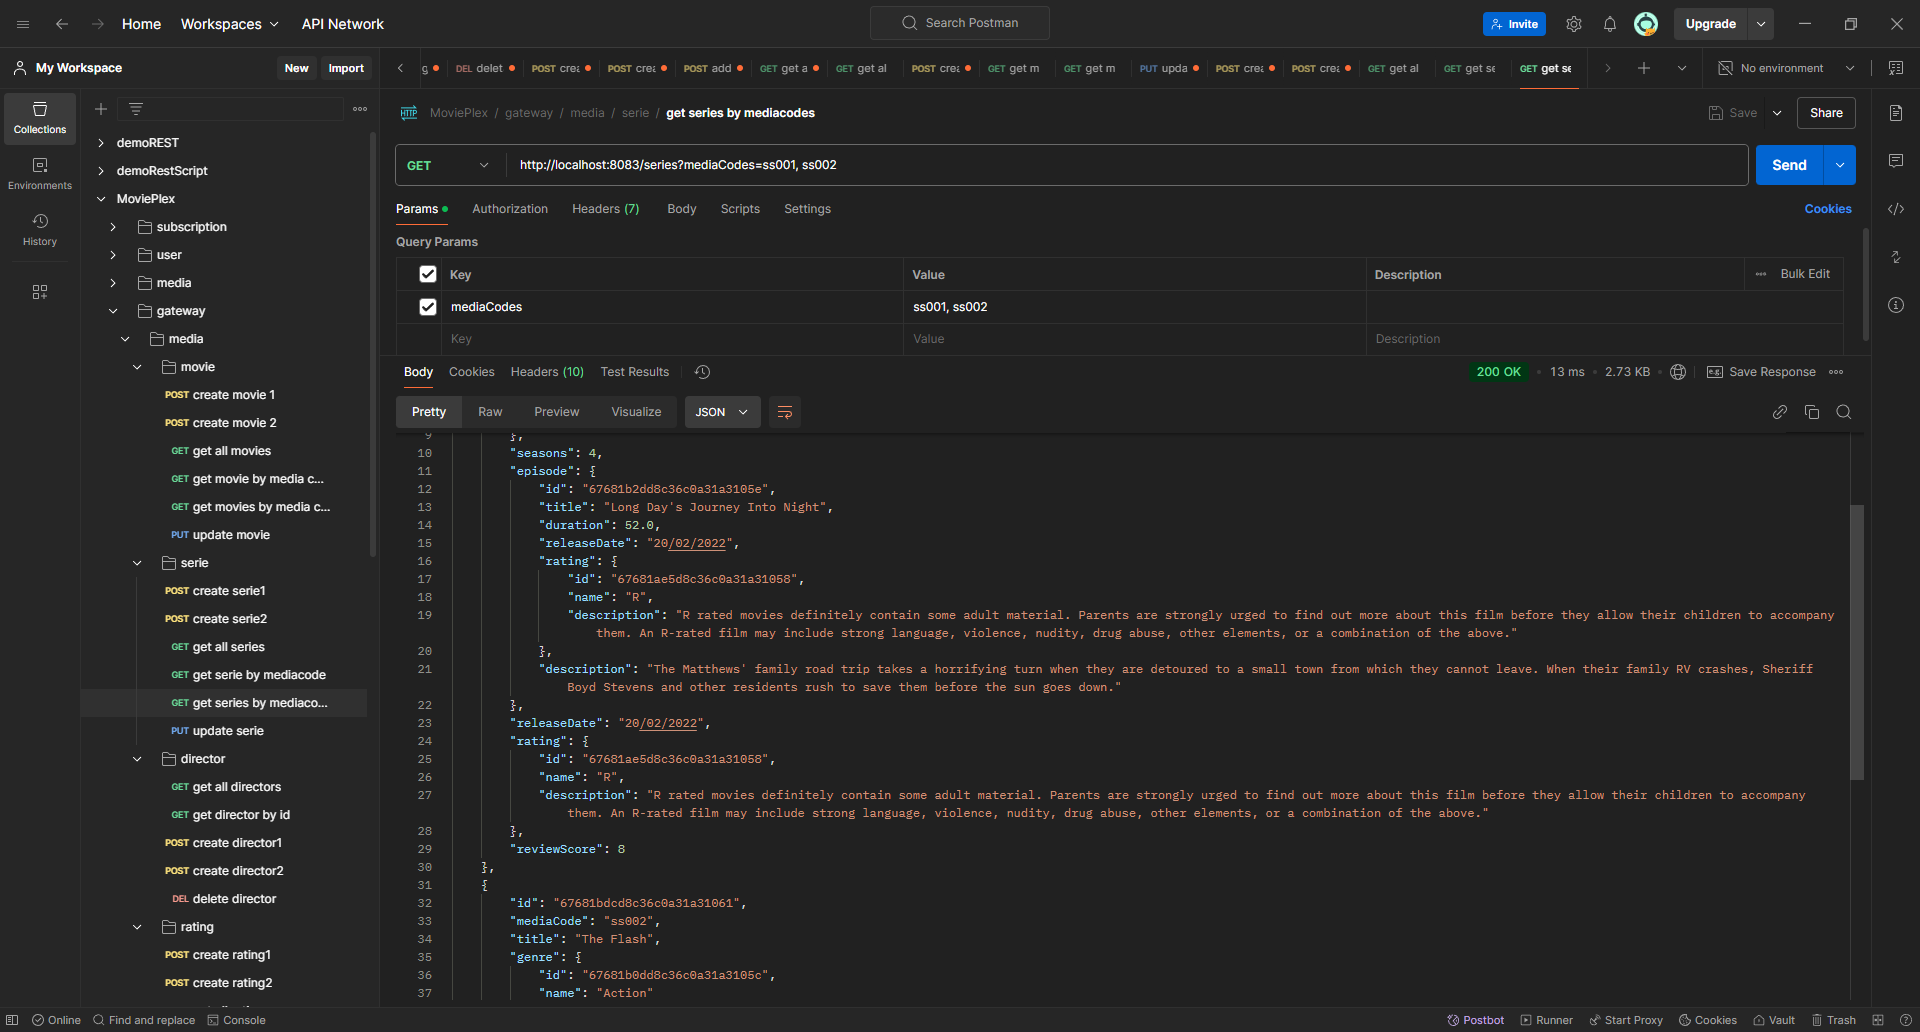 Home Workspaces API Network Search Postman Invite Upgrade
My Workspace New Import
g DEL delet POST crea POST crea POST add GET get a GET get al POST crea GET get m GET get m PUT upda POST crea POST crea GET get al GET get se GET get se No environment
Collections
Environments
History
demoREST
demoRestScript
MoviePlex
subscription
user
media
gateway
media
movie
POST create movie 1
POST create movie 2
GET get all movies
GET get movie by media c...
GET get movies by media c...
PUT update movie
serie
POST create serie1
POST create serie2
GET get all series
GET get serie by mediacode
GET get series by mediaco...
PUT update serie
director
GET get all directors
GET get director by id
POST create director1
POST create director2
DEL delete director
rating
POST create rating1
POST create rating2
HTTP MoviePlex / gateway / media / serie / get series by mediacodes Save Share
GET http://localhost:8083/series?mediaCodes=ss001, ss002 Send
Params Authorization Headers (7) Body Scripts Settings Cookies
Query Params
Key Value Description Bulk Edit
mediaCodes ss001, ss002
Key Value Description
Body Cookies Headers (10) Test Results 200 OK 13 ms 2.73 KB e.g. Save Response
Pretty Raw Preview Visualize JSON
9 },
10 "seasons": 4,
11 "episode": {
12 "id": "67681b2dd8c36c0a31a3105e",
13 "title": "Long Day's Journey Into Night",
14 "duration": 52.0,
15 "releaseDate": "20/02/2022",
16 "rating": {
17 "id": "67681ae5d8c36c0a31a31058",
18 "name": "R",
19 "description": "R rated movies definitely contain some adult material. Parents are strongly urged to find out more about this film before they allow their children to accompany
them. An R-rated film may include strong language, violence, nudity, drug abuse, other elements, or a combination of the above."
20 },
21 "description": "The Matthews' family road trip takes a horrifying turn when they are detoured to a small town from which they cannot leave. When their family RV crashes, Sheriff
Boyd Stevens and other residents rush to save them before the sun goes down."
22 },
23 "releaseDate": "20/02/2022",
24 "rating": {
25 "id": "67681ae5d8c36c0a31a31058",
26 "name": "R",
27 "description": "R rated movies definitely contain some adult material. Parents are strongly urged to find out more about this film before they allow their children to accompany
them. An R-rated film may include strong language, violence, nudity, drug abuse, other elements, or a combination of the above."
28 },
29 "reviewScore": 8
30 },
31 {
32 "id": "67681bdcd8c36c0a31a31061",
33 "mediaCode": "ss002",
34 "title": "The Flash",
35 "genre": {
36 "id": "67681b0dd8c36c0a31a3105c",
37 "name": "Action"
Online Find and replace Console Postbot Runner Start Proxy Cookies Vault Trash